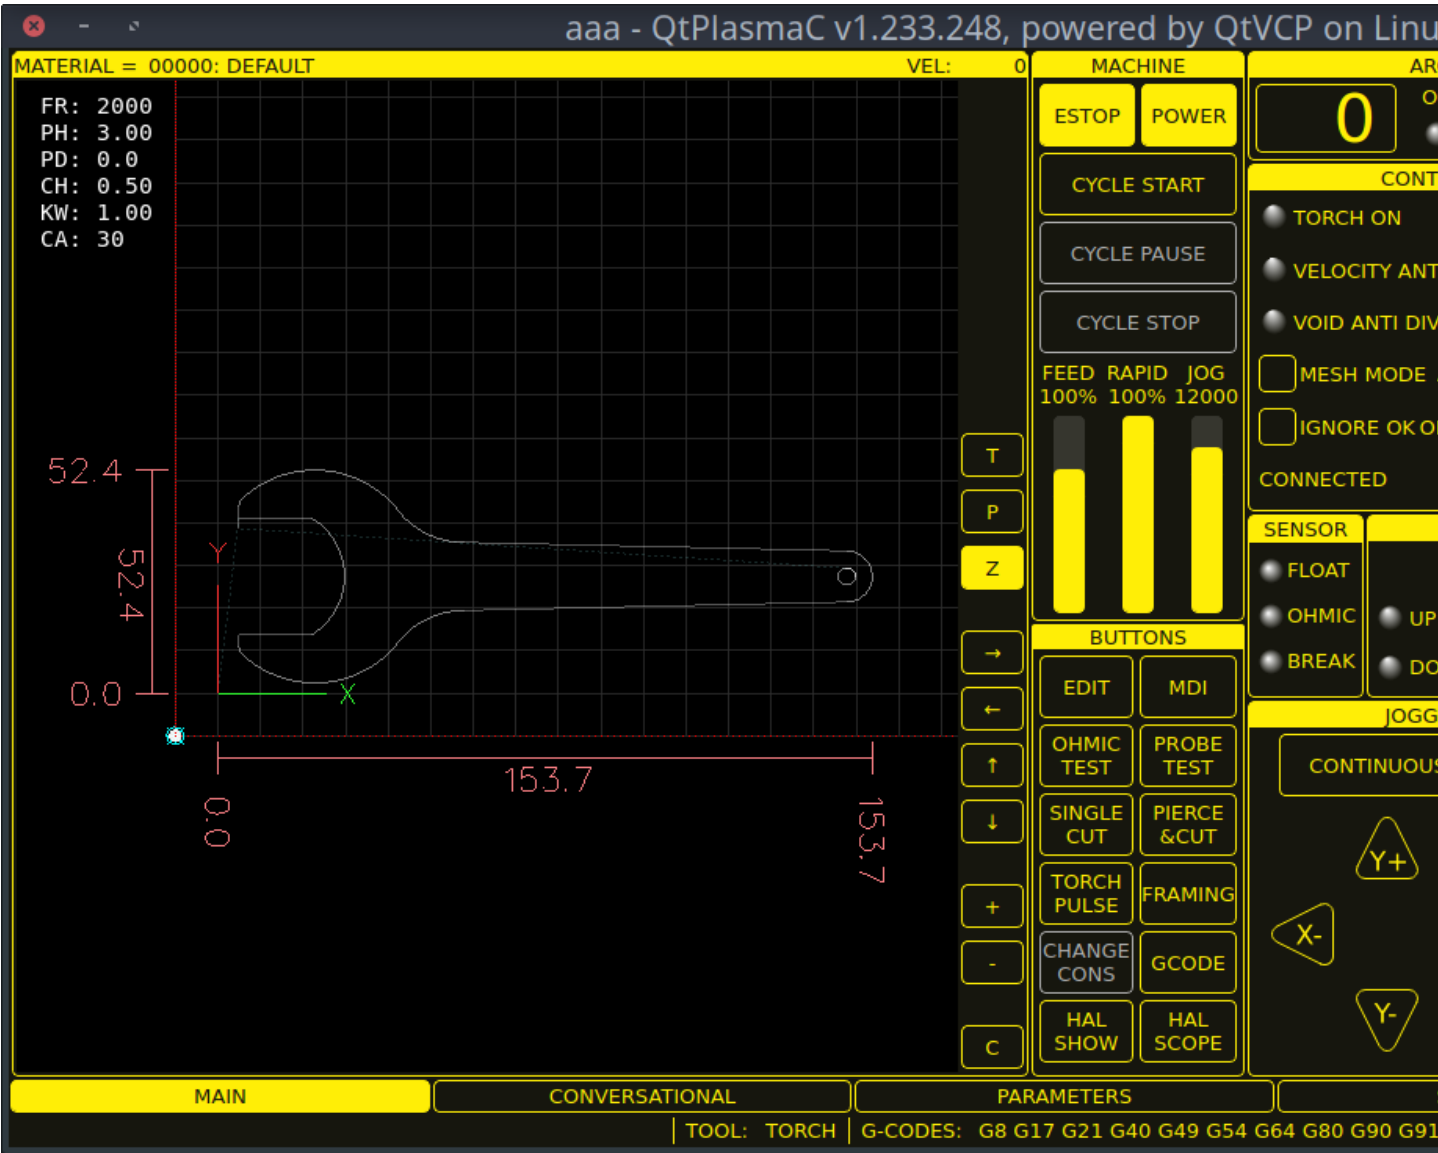 aaa - QtPlasmaC v1.233.248, powered by QtVCP on Linu
MATERIAL = 00000: DEFAULT VEL: 0
FR: 2000
PH: 3.00
PD: 0.0
CH: 0.50
KW: 1.00
CA: 30
52.4
52.4
0.0
Y
X
153.7
0.0
153.7
T
P
Z
→
←
↑
↓
+
-
C
MACHINE
ESTOP POWER
CYCLE START
CYCLE PAUSE
CYCLE STOP
FEED RAPID JOG
100% 100% 12000
BUTTONS
EDIT MDI
OHMIC TEST
PROBE TEST
SINGLE CUT
PIERCE &CUT
TORCH PULSE
FRAMING
CHANGE CONS
GCODE
HAL SHOW
HAL SCOPE
AR
0
O
CONT
TORCH ON
VELOCITY ANT
VOID ANTI DIV
MESH MODE
IGNORE OK O
CONNECTED
SENSOR
FLOAT
OHMIC
BREAK
UP
DO
JOGG
CONTINUOUS
Y+
X-
Y-
MAIN CONVERSATIONAL PARAMETERS
TOOL: TORCH G-CODES: G8 G17 G21 G40 G49 G54 G64 G80 G90 G91